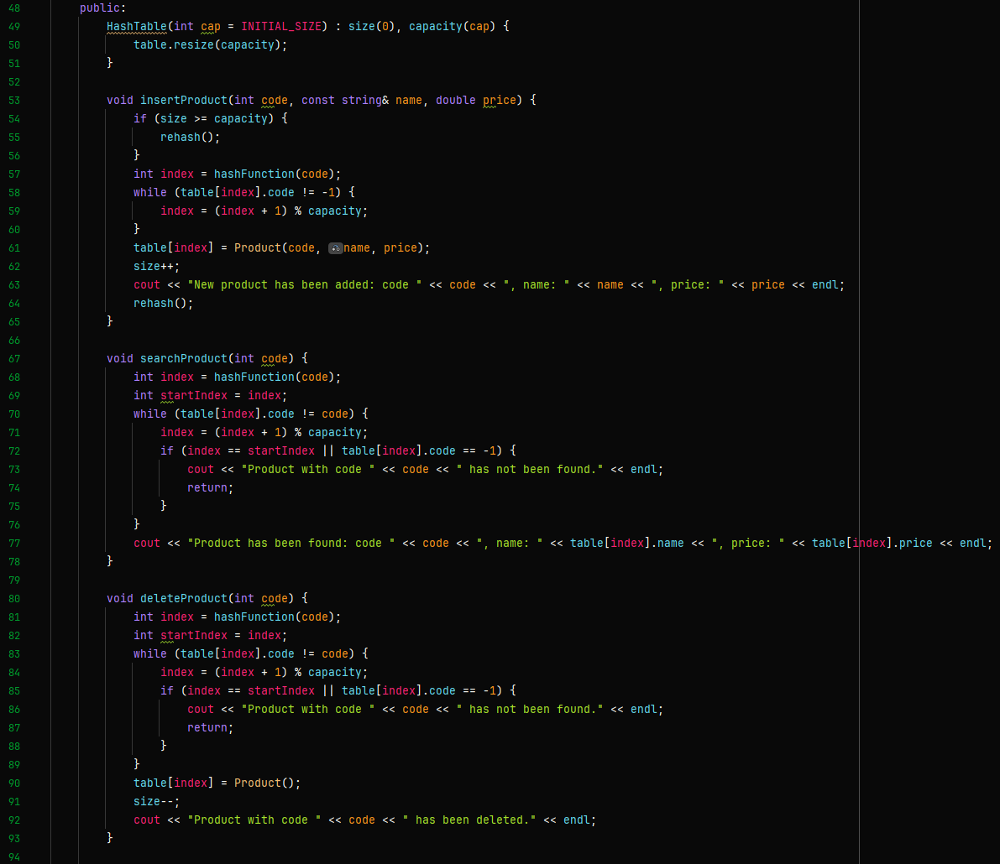 48 public:
49 HashTable(int cap = INITIAL_SIZE) : size(0), capacity(cap) {
50 table.resize(capacity);
51 }
52
53 void insertProduct(int code, const string& name, double price) {
54 if (size >= capacity) {
55 rehash();
56 }
57 int index = hashFunction(code);
58 while (table[index].code != -1) {
59 index = (index + 1) % capacity;
60 }
61 table[index] = Product(code, name, price);
62 size++;
63 cout << "New product has been added: code " << code << ", name: " << name << ", price: " << price << endl;
64 rehash();
65 }
66
67 void searchProduct(int code) {
68 int index = hashFunction(code);
69 int startIndex = index;
70 while (table[index].code != code) {
71 index = (index + 1) % capacity;
72 if (index == startIndex || table[index].code == -1) {
73 cout << "Product with code " << code << " has not been found." << endl;
74 return;
75 }
76 }
77 cout << "Product has been found: code " << code << ", name: " << table[index].name << ", price: " << table[index].price << endl;
78 }
79
80 void deleteProduct(int code) {
81 int index = hashFunction(code);
82 int startIndex = index;
83 while (table[index].code != code) {
84 index = (index + 1) % capacity;
85 if (index == startIndex || table[index].code == -1) {
86 cout << "Product with code " << code << " has not been found." << endl;
87 return;
88 }
89 }
90 table[index] = Product();
91 size--;
92 cout << "Product with code " << code << " has been deleted." << endl;
93 }
94